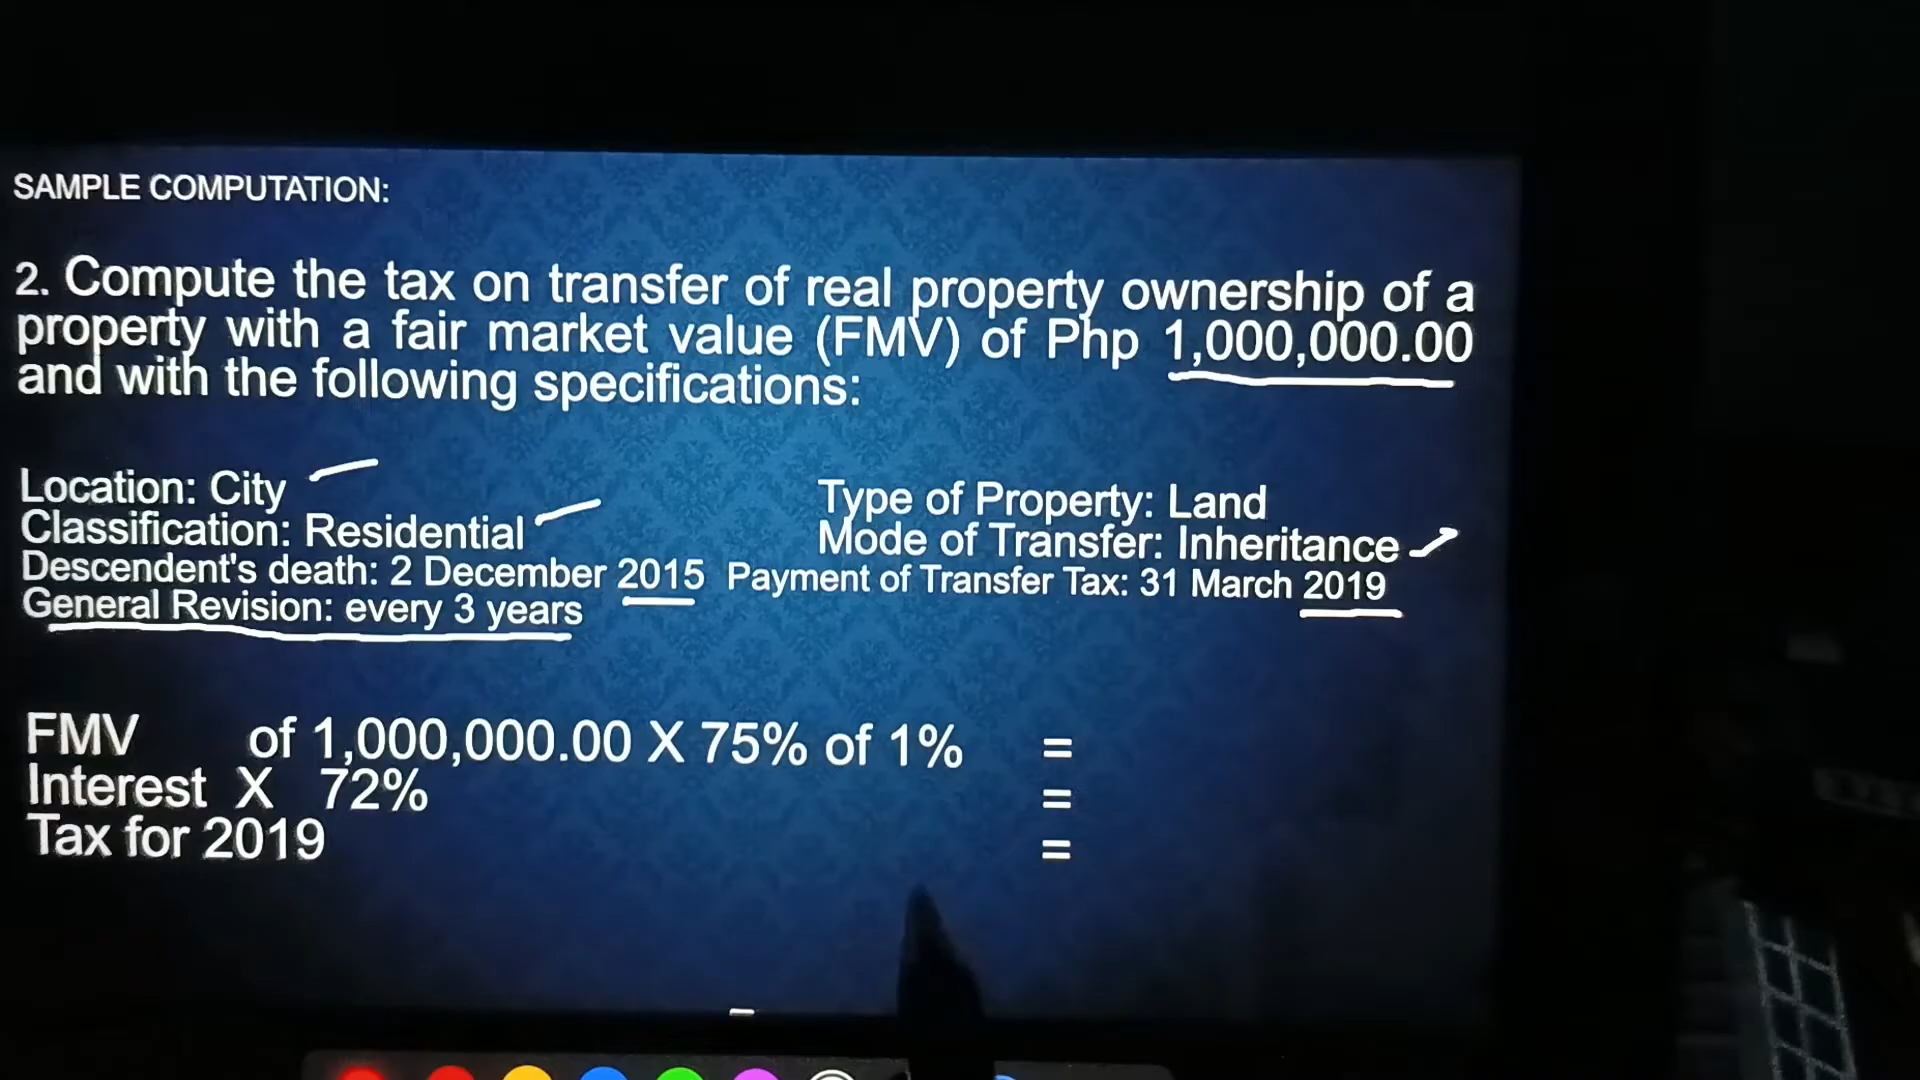 SAMPLE COMPUTATION:
2. Compute the tax on transfer of real property ownership of a
property with a fair market value (FMV) of Php 1,000,000.00
and with the following specifications:
Location: City
Classification: Residential
Descendent's death: 2 December 2015
General Revision: every 3 years
Type of Property: Land
Mode of Transfer: Inheritance
Payment of Transfer Tax: 31 March 2019
FMV of 1,000,000.00 X 75% of 1% =
Interest X 72% =
Tax for 2019 =